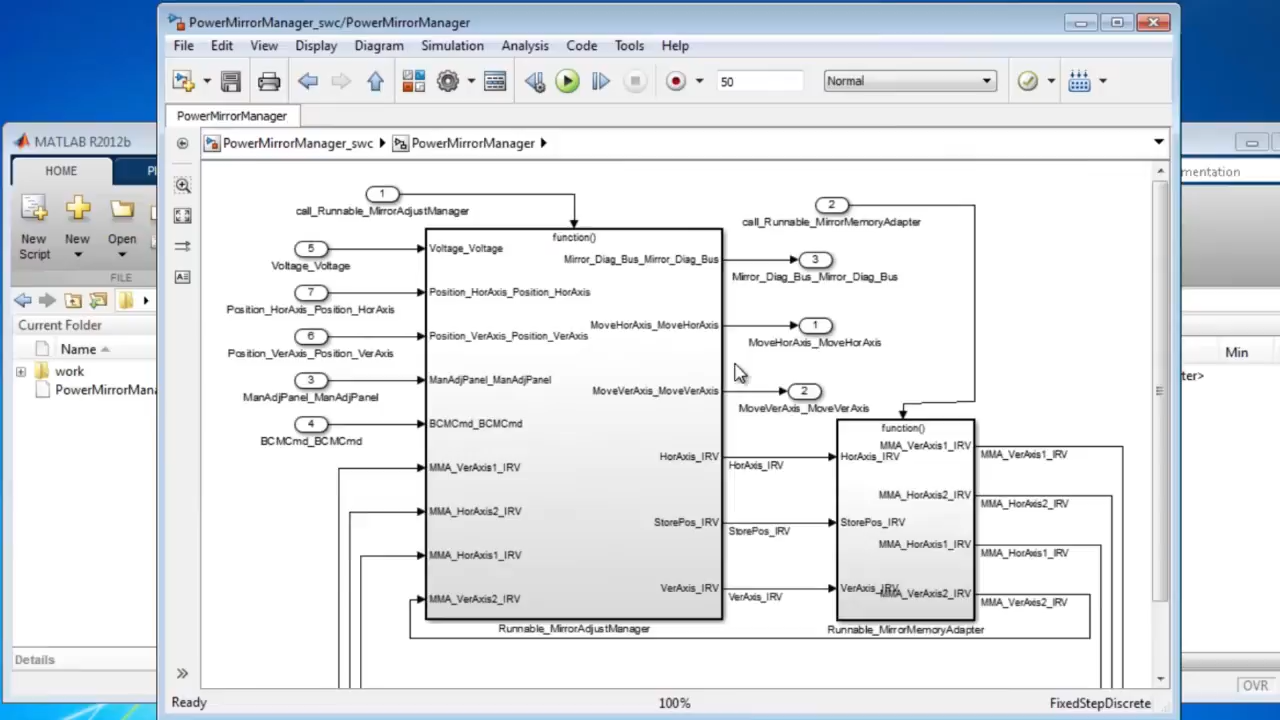 PowerMirrorManager_swc/PowerMirrorManager
File Edit View Display Diagram Simulation Analysis Code Tools Help
50 Normal
PowerMirrorManager
PowerMirrorManager_swc PowerMirrorManager
MATLAB R2012b
HOME
New Script
New
Open
FILE
Current Folder
Name
work
PowerMirrorMana
Details
mentation
Min
ter>
OVR
1
call_Runnable_MirrorAdjustManager
2
call_Runnable_MirrorMemoryAdapter
function()
5
Voltage_Voltage
Voltage_Voltage
7
Position_HorAxis_Position_HorAxis
Position_HorAxis_Position_HorAxis
6
Position_VerAxis_Position_VerAxis
Position_VerAxis_Position_VerAxis
3
ManAdjPanel_ManAdjPanel
ManAdjPanel_ManAdjPanel
4
BCMCmd_BCMCmd
BCMCmd_BCMCmd
MMA_VerAxis1_IRV
MMA_HorAxis2_IRV
MMA_HorAxis1_IRV
MMA_VerAxis2_IRV
Mirror_Diag_Bus_Mirror_Diag_Bus
3
Mirror_Diag_Bus_Mirror_Diag_Bus
MoveHorAxis_MoveHorAxis
1
MoveHorAxis_MoveHorAxis
MoveVerAxis_MoveVerAxis
2
MoveVerAxis_MoveVerAxis
HorAxis_IRV
HorAxis_IRV
StorePos_IRV
StorePos_IRV
VerAxis_IRV
VerAxis_IRV
Runnable_MirrorAdjustManager
function()
HorAxis_IRV
StorePos_IRV
VerAxis_IRV
MMA_VerAxis1_IRV
MMA_VerAxis1_IRV
MMA_HorAxis2_IRV
MMA_HorAxis2_IRV
MMA_HorAxis1_IRV
MMA_HorAxis1_IRV
MMA_VerAxis2_IRV
MMA_VerAxis2_IRV
Runnable_MirrorMemoryAdapter
Ready 100% FixedStepDiscrete